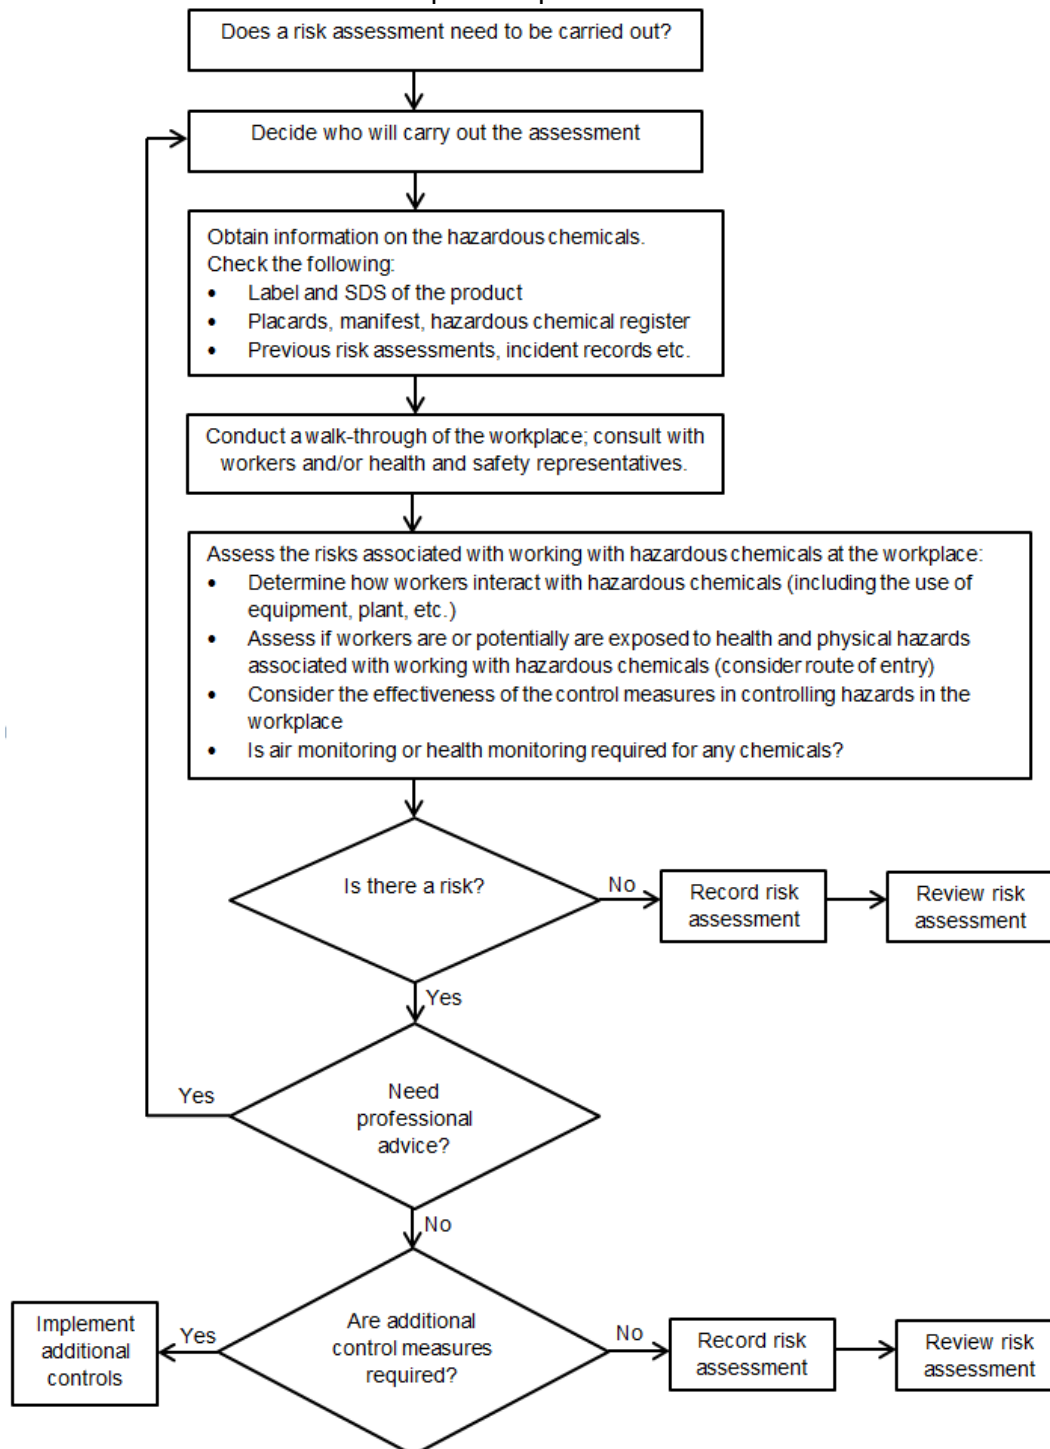 Does a risk assessment need to be carried out?
Decide who will carry out the assessment
Obtain information on the hazardous chemicals.
Check the following:
• Label and SDS of the product
• Placards, manifest, hazardous chemical register
• Previous risk assessments, incident records etc.
Conduct a walk-through of the workplace; consult with
workers and/or health and safety representatives.
Assess the risks associated with working with hazardous chemicals at the workplace:
• Determine how workers interact with hazardous chemicals (including the use of
equipment, plant, etc.)
• Assess if workers are or potentially are exposed to health and physical hazards
associated with working with hazardous chemicals (consider route of entry)
• Consider the effectiveness of the control measures in controlling hazards in the
workplace
• Is air monitoring or health monitoring required for any chemicals?
Is there a risk?
No
Record risk
assessment
Review risk
assessment
Yes
Need
professional
advice?
Yes
No
Are additional
control measures
required?
Yes
Implement
additional
controls
No
Record risk
assessment
Review risk
assessment